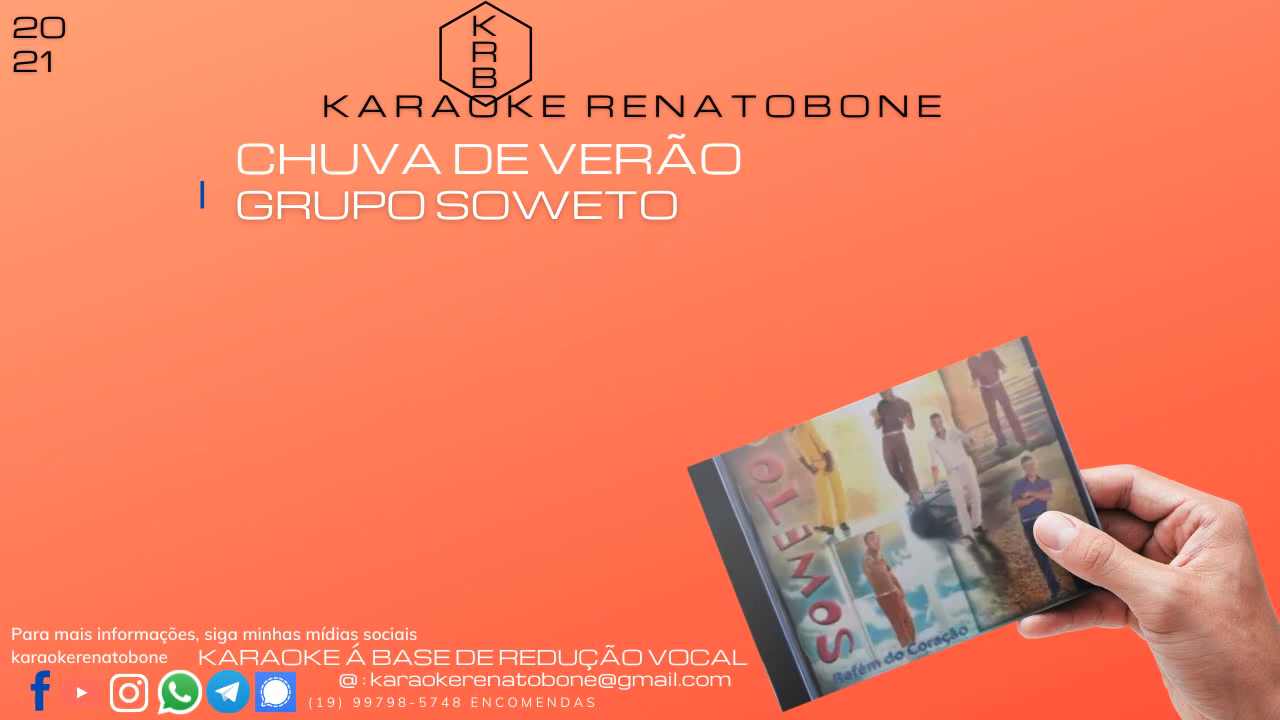 20
21
K
R
B
KARAOKE RENATOBONE
CHUVA DE VERÃO
GRUPO SOWETO
SOWETO
Refém do Coração
Para mais informações, siga minhas mídias sociais
karaokerenatobone
KARAOKE Á BASE DE REDUÇÃO VOCAL
@ : karaokerenatobone@gmail.com
(19) 99798-5748 ENCOMENDAS